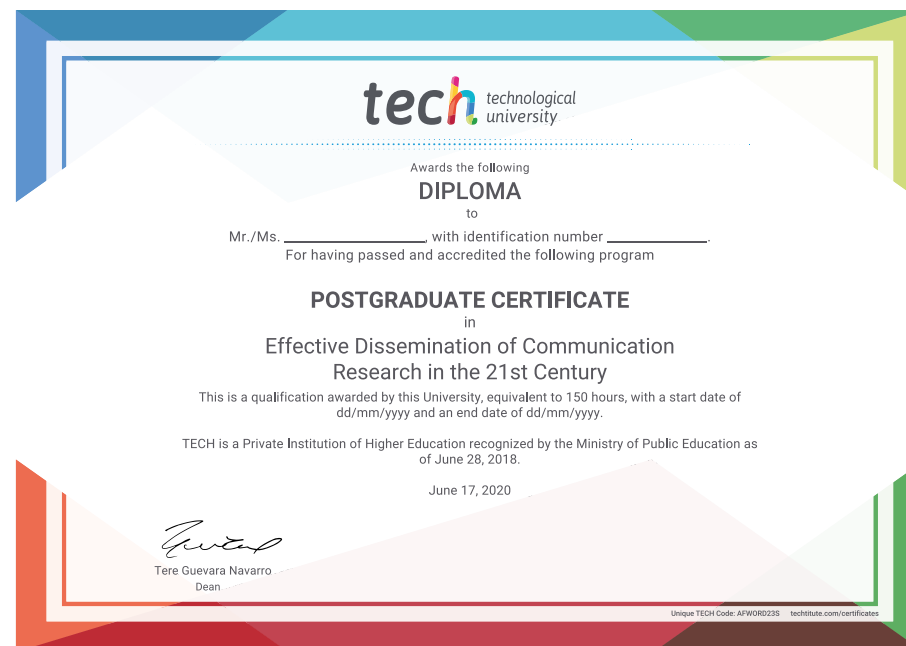 tech technological
university
Awards the following
DIPLOMA
to
Mr./Ms. ____________________, with identification number ______________.
For having passed and accredited the following program
POSTGRADUATE CERTIFICATE
in
Effective Dissemination of Communication
Research in the 21st Century
This is a qualification awarded by this University, equivalent to 150 hours, with a start date of
dd/mm/yyyy and an end date of dd/mm/yyyy.
TECH is a Private Institution of Higher Education recognized by the Ministry of Public Education as
of June 28, 2018.
June 17, 2020
Tere Guevara Navarro
Dean
Unique TECH Code: AFWORD23S techtitute.com/certificates